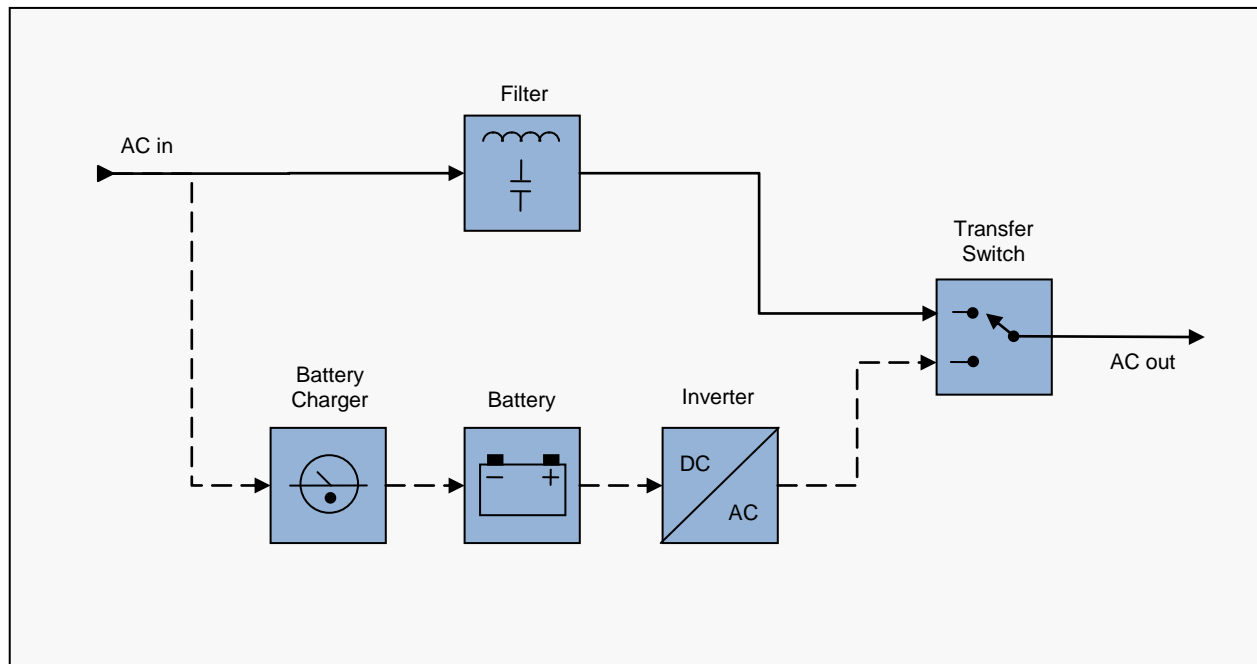 Filter
AC in
Transfer
Switch
AC out
Battery
Charger
Battery
Inverter
DC
AC